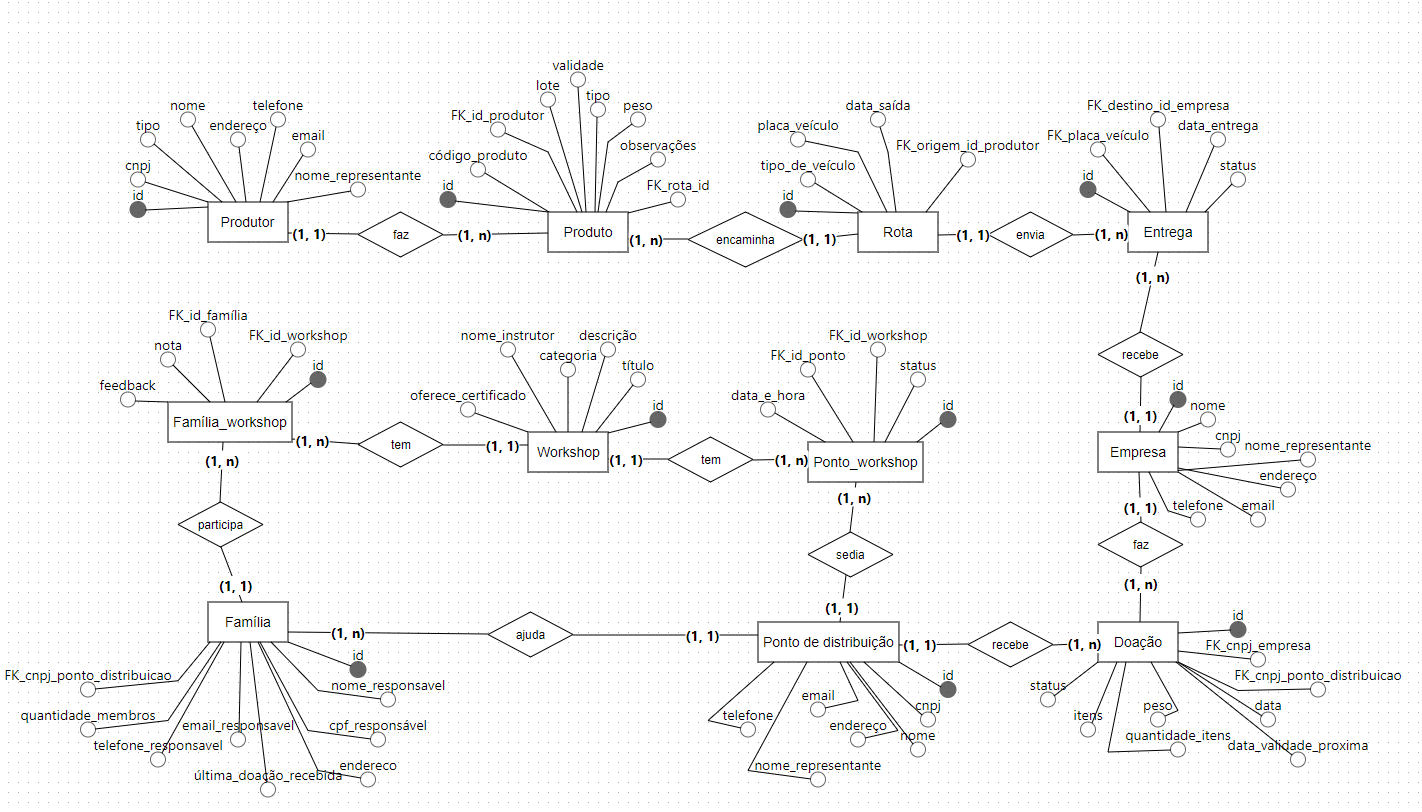 validade
lote
tipo
peso
FK_id_produtor
observações
código_produto
id
FK_rota_id
nome
telefone
tipo
endereço
email
cnpj
nome_representante
id
data_saída
placa_veículo
FK_origem_id_produtor
tipo_de_veículo
id
FK_destino_id_empresa
data_entrega
FK_placa_veículo
status
id
Produtor
(1, 1)
faz
(1, n)
Produto
(1, n)
encaminha
(1, 1)
Rota
(1, 1)
envia
(1, n)
Entrega
(1, n)
recebe
(1, 1)
FK_id_família
FK_id_workshop
nota
id
feedback
Família_workshop
(1, n)
tem
(1, 1)
nome_instrutor
descrição
categoria
título
oferece_certificado
id
Workshop
(1, 1)
tem
(1, n)
FK_id_workshop
FK_id_ponto
status
data_e_hora
id
Ponto_workshop
id
nome
cnpj
nome_representante
endereço
email
telefone
Empresa
(1, n)
participa
(1, 1)
(1, n)
sedia
(1, 1)
(1, 1)
faz
(1, n)
Família
(1, n)
ajuda
(1, 1)
Ponto de distribuição
(1, 1)
recebe
(1, n)
Doação
id
FK_cnpj_ponto_distribuicao
nome_responsavel
quantidade_membros
email_responsavel
cpf_responsável
telefone_responsavel
última_doação_recebida
endereco
id
email
cnpj
telefone
endereço
nome
nome_representante
id
FK_cnpj_empresa
FK_cnpj_ponto_distribuicao
status
itens
peso
data
quantidade_itens
data_validade_proxima